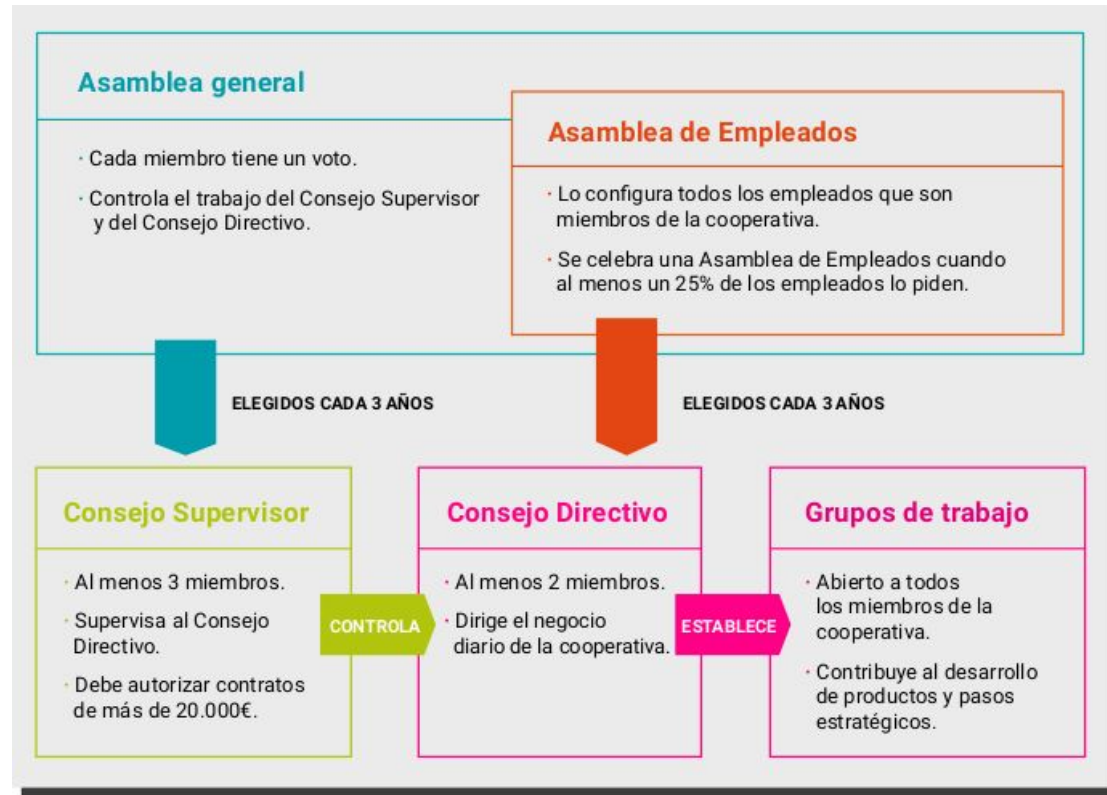 Asamblea general
· Cada miembro tiene un voto.
· Controla el trabajo del Consejo Supervisor
y del Consejo Directivo.
Asamblea de Empleados
· Lo configura todos los empleados que son
miembros de la cooperativa.
· Se celebra una Asamblea de Empleados cuando
al menos un 25% de los empleados lo piden.
ELEGIDOS CADA 3 AÑOS
ELEGIDOS CADA 3 AÑOS
Consejo Supervisor
· Al menos 3 miembros.
· Supervisa al Consejo
Directivo.
· Debe autorizar contratos
de más de 20.000€.
CONTROLA
Consejo Directivo
· Al menos 2 miembros.
· Dirige el negocio
diario de la cooperativa.
ESTABLECE
Grupos de trabajo
· Abierto a todos
los miembros de la
cooperativa.
· Contribuye al desarrollo
de productos y pasos
estratégicos.